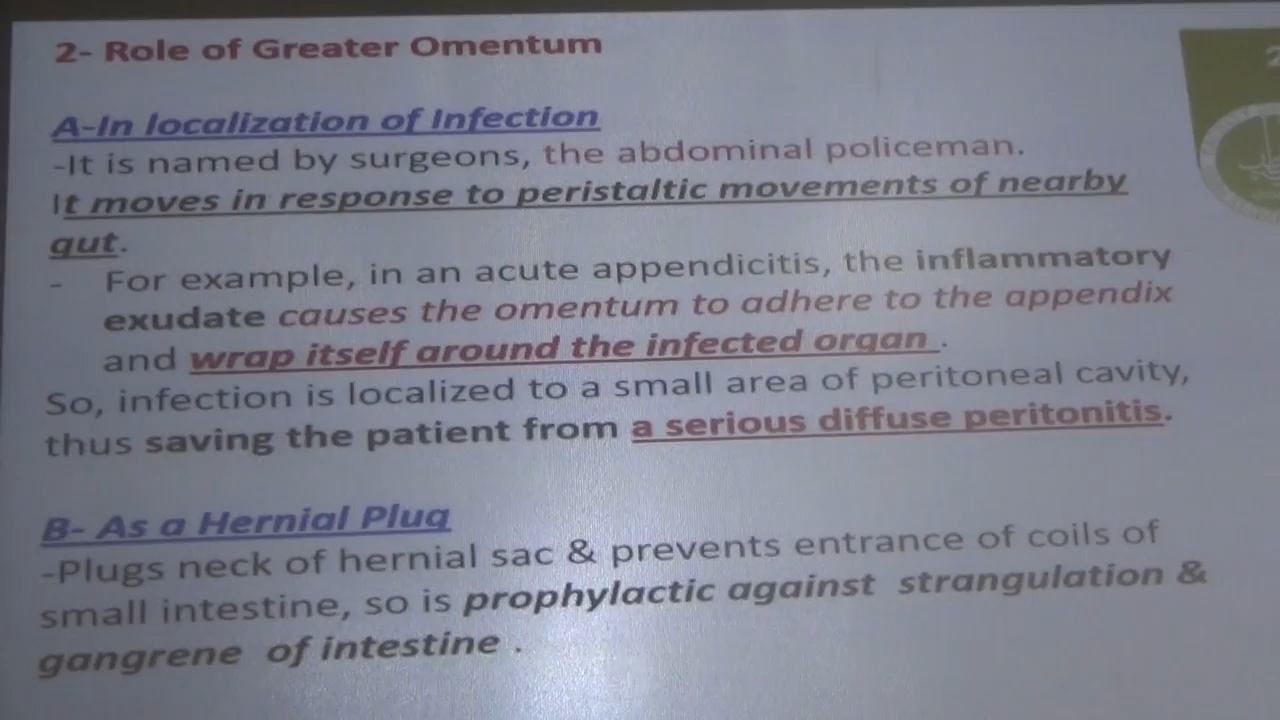 2- Role of Greater Omentum
A-In localization of Infection
-It is named by surgeons, the abdominal policeman.
It moves in response to peristaltic movements of nearby
gut.
- For example, in an acute appendicitis, the inflammatory
exudate causes the omentum to adhere to the appendix
and wrap itself around the infected organ .
So, infection is localized to a small area of peritoneal cavity,
thus saving the patient from a serious diffuse peritonitis.
B- As a Hernial Plug
-Plugs neck of hernial sac & prevents entrance of coils of
small intestine, so is prophylactic against strangulation &
gangrene of intestine .